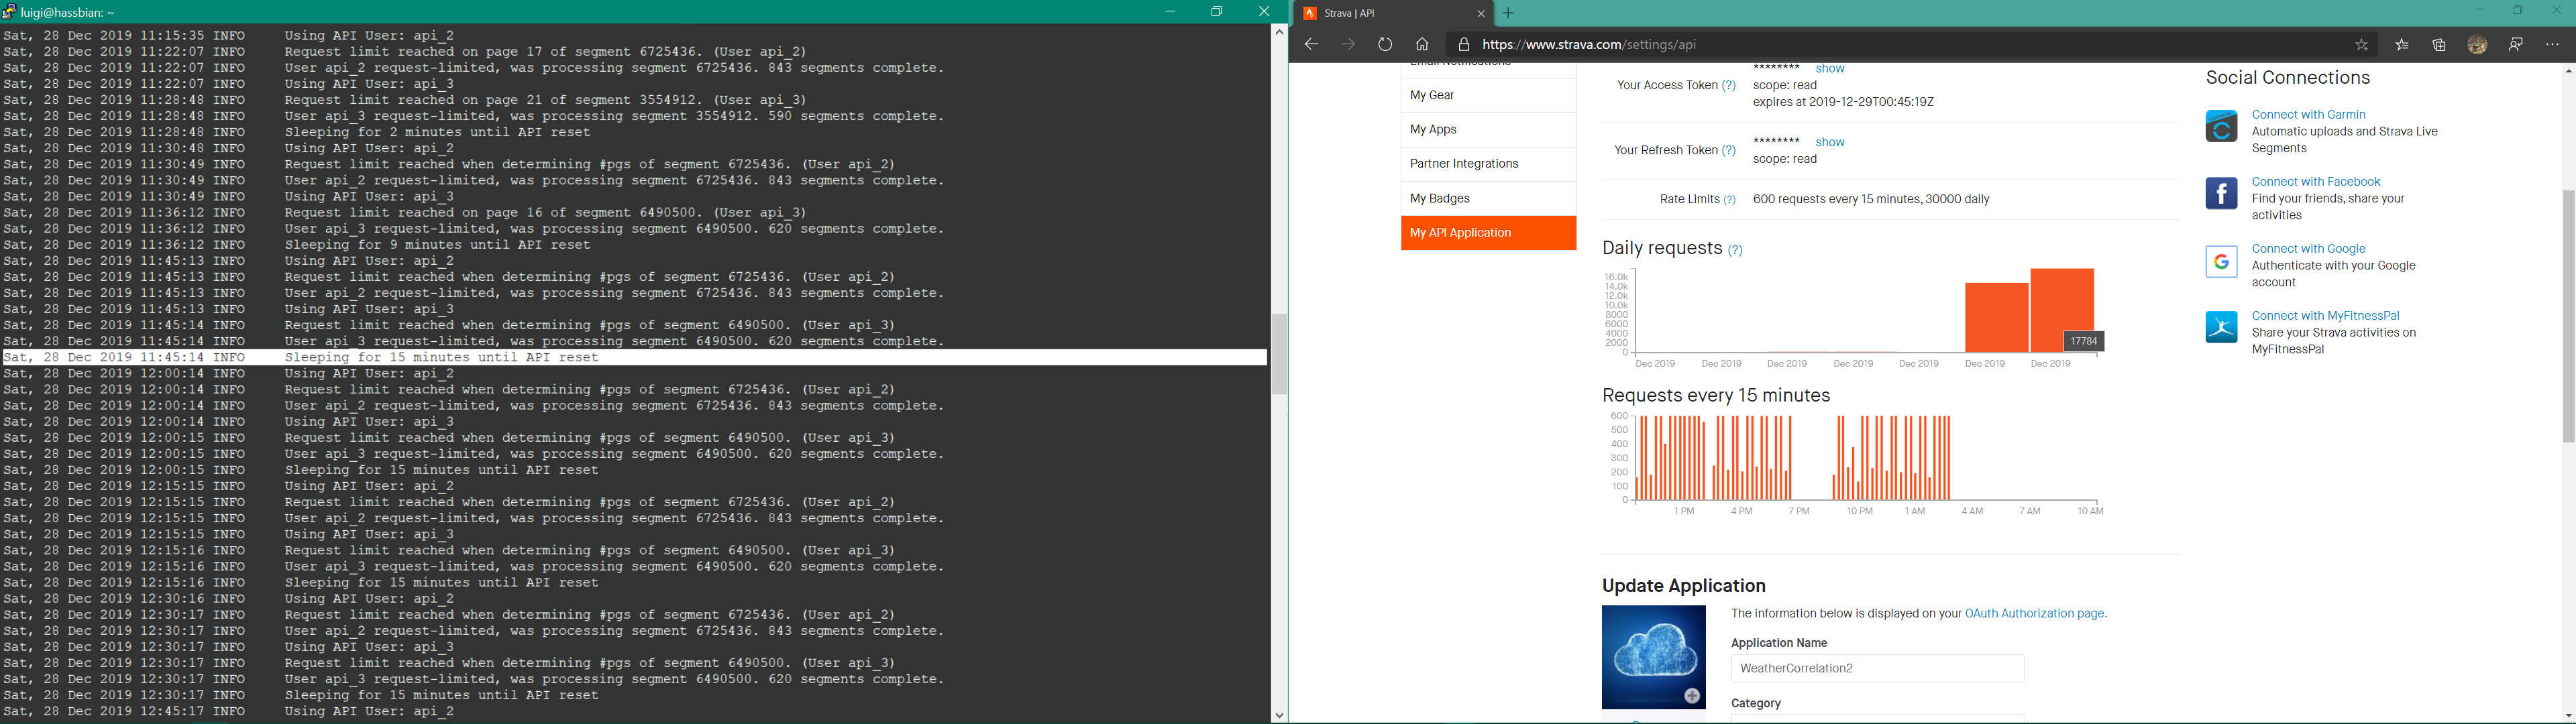 luigi@hassbian: ~
Sat, 28 Dec 2019 11:15:35 INFO Using API User: api_2
Sat, 28 Dec 2019 11:22:07 INFO Request limit reached on page 17 of segment 6725436. (User api_2)
Sat, 28 Dec 2019 11:22:07 INFO User api_2 request-limited, was processing segment 6725436. 843 segments complete.
Sat, 28 Dec 2019 11:22:07 INFO Using API User: api_3
Sat, 28 Dec 2019 11:28:48 INFO Request limit reached on page 21 of segment 3554912. (User api_3)
Sat, 28 Dec 2019 11:28:48 INFO User api_3 request-limited, was processing segment 3554912. 590 segments complete.
Sat, 28 Dec 2019 11:28:48 INFO Sleeping for 2 minutes until API reset
Sat, 28 Dec 2019 11:30:48 INFO Using API User: api_2
Sat, 28 Dec 2019 11:30:49 INFO Request limit reached when determining #pgs of segment 6725436. (User api_2)
Sat, 28 Dec 2019 11:30:49 INFO User api_2 request-limited, was processing segment 6725436. 843 segments complete.
Sat, 28 Dec 2019 11:30:49 INFO Using API User: api_3
Sat, 28 Dec 2019 11:36:12 INFO Request limit reached on page 16 of segment 6490500. (User api_3)
Sat, 28 Dec 2019 11:36:12 INFO User api_3 request-limited, was processing segment 6490500. 620 segments complete.
Sat, 28 Dec 2019 11:36:12 INFO Sleeping for 9 minutes until API reset
Sat, 28 Dec 2019 11:45:13 INFO Using API User: api_2
Sat, 28 Dec 2019 11:45:13 INFO Request limit reached when determining #pgs of segment 6725436. (User api_2)
Sat, 28 Dec 2019 11:45:13 INFO User api_2 request-limited, was processing segment 6725436. 843 segments complete.
Sat, 28 Dec 2019 11:45:13 INFO Using API User: api_3
Sat, 28 Dec 2019 11:45:14 INFO Request limit reached when determining #pgs of segment 6490500. (User api_3)
Sat, 28 Dec 2019 11:45:14 INFO User api_3 request-limited, was processing segment 6490500. 620 segments complete.
Sat, 28 Dec 2019 11:45:14 INFO Sleeping for 15 minutes until API reset
Sat, 28 Dec 2019 12:00:14 INFO Using API User: api_2
Sat, 28 Dec 2019 12:00:14 INFO Request limit reached when determining #pgs of segment 6725436. (User api_2)
Sat, 28 Dec 2019 12:00:14 INFO User api_2 request-limited, was processing segment 6725436. 843 segments complete.
Sat, 28 Dec 2019 12:00:14 INFO Using API User: api_3
Sat, 28 Dec 2019 12:00:15 INFO Request limit reached when determining #pgs of segment 6490500. (User api_3)
Sat, 28 Dec 2019 12:00:15 INFO User api_3 request-limited, was processing segment 6490500. 620 segments complete.
Sat, 28 Dec 2019 12:00:15 INFO Sleeping for 15 minutes until API reset
Sat, 28 Dec 2019 12:15:15 INFO Using API User: api_2
Sat, 28 Dec 2019 12:15:15 INFO Request limit reached when determining #pgs of segment 6725436. (User api_2)
Sat, 28 Dec 2019 12:15:15 INFO User api_2 request-limited, was processing segment 6725436. 843 segments complete.
Sat, 28 Dec 2019 12:15:15 INFO Using API User: api_3
Sat, 28 Dec 2019 12:15:16 INFO Request limit reached when determining #pgs of segment 6490500. (User api_3)
Sat, 28 Dec 2019 12:15:16 INFO User api_3 request-limited, was processing segment 6490500. 620 segments complete.
Sat, 28 Dec 2019 12:15:16 INFO Sleeping for 15 minutes until API reset
Sat, 28 Dec 2019 12:30:16 INFO Using API User: api_2
Sat, 28 Dec 2019 12:30:17 INFO Request limit reached when determining #pgs of segment 6725436. (User api_2)
Sat, 28 Dec 2019 12:30:17 INFO User api_2 request-limited, was processing segment 6725436. 843 segments complete.
Sat, 28 Dec 2019 12:30:17 INFO Using API User: api_3
Sat, 28 Dec 2019 12:30:17 INFO Request limit reached when determining #pgs of segment 6490500. (User api_3)
Sat, 28 Dec 2019 12:30:17 INFO User api_3 request-limited, was processing segment 6490500. 620 segments complete.
Sat, 28 Dec 2019 12:30:17 INFO Sleeping for 15 minutes until API reset
Sat, 28 Dec 2019 12:45:17 INFO Using API User: api_2
Strava | API
https://www.strava.com/settings/api
Email Notifications
My Gear
My Apps
Partner Integrations
My Badges
My API Application
Your Access Token (?)
******** show
scope: read
expires at 2019-12-29T00:45:19Z
Your Refresh Token (?)
******** show
scope: read
Rate Limits (?) 600 requests every 15 minutes, 30000 daily
Daily requests (?)
16.0k
14.0k
12.0k
10.0k
8000
6000
4000
2000
0
17784
Dec 2019 Dec 2019 Dec 2019 Dec 2019 Dec 2019 Dec 2019 Dec 2019
Requests every 15 minutes
600
500
400
300
200
100
0
1 PM 4 PM 7 PM 10 PM 1 AM 4 AM 7 AM 10 AM
Update Application
The information below is displayed on your OAuth Authorization page.
Application Name
WeatherCorrelation2
Category
Social Connections
Connect with Garmin
Automatic uploads and Strava Live
Segments
Connect with Facebook
Find your friends, share your
activities
Connect with Google
Authenticate with your Google
account
Connect with MyFitnessPal
Share your Strava activities on
MyFitnessPal